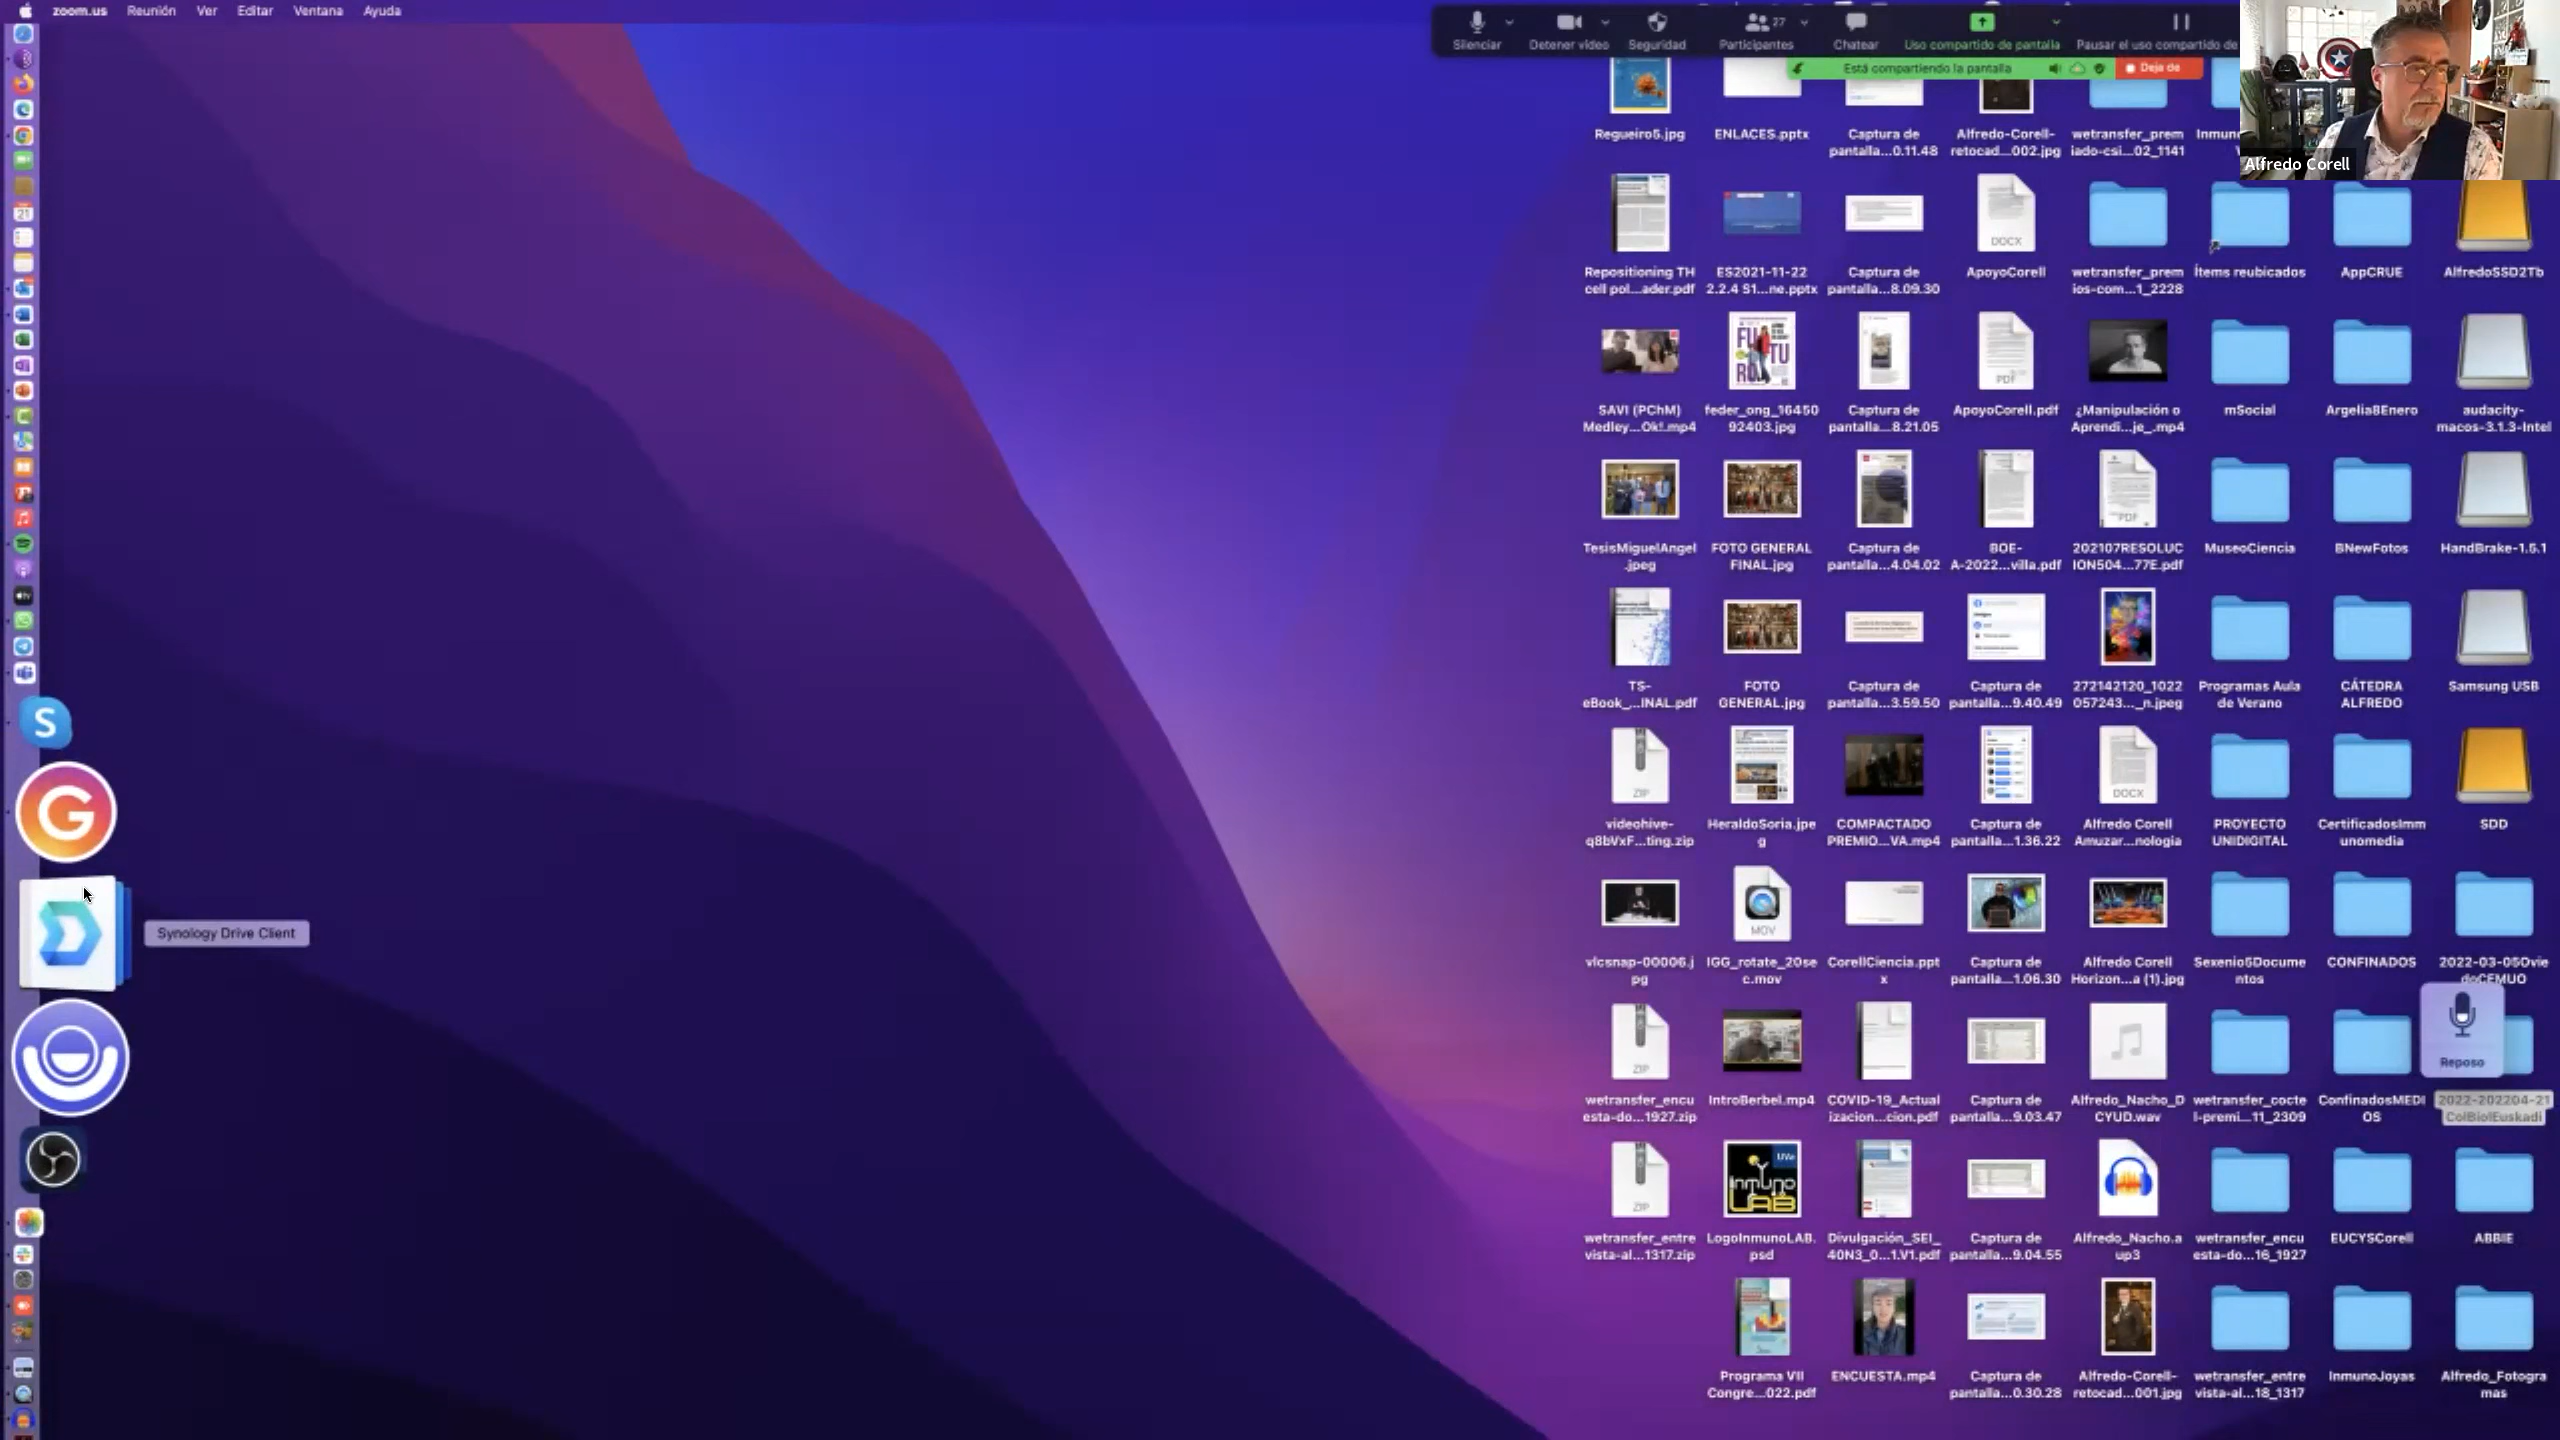 zoom.us Reunión Ver Editar Ventana Ayuda
Silenciar Detener vídeo Seguridad Participantes 27 Chatear Uso compartido de pantalla Pausar el uso compartido de
Está compartiendo la pantalla Deja de
Alfredo Corell
21
Regueiro5.jpg
ENLACES.pptx
Captura de
pantalla...0.11.48
Alfredo-Corell-
retocad...002.jpg
wetransfer_prem
iado-csi...02_1141
Repositioning TH
cell pol...ader.pdf
ES2021-11-22
2.2.4 S1...ne.pptx
Captura de
pantalla...8.09.30
DOCX
ApoyoCorell
wetransfer_prem
ios-com...1_2228
Ítems reubicados
AppCRUE
AlfredoSSD2Tb
SAVI (PChM)
Medley...Ok!.mp4
FU
TU
RO
feder_ong_16450
92403.jpg
Captura de
pantalla...8.21.05
PDF
ApoyoCorell.pdf
¿Manipulación o
Aprendi...je_.mp4
mSocial
Argelia8Enero
audacity-
macos-3.1.3-Intel
TesisMiguelAngel
.jpeg
FOTO GENERAL
FINAL.jpg
Captura de
pantalla...4.04.02
BOE-
A-2022...villa.pdf
PDF
202107RESOLUC
ION504...77E.pdf
MuseoCiencia
BNewFotos
HandBrake-1.5.1
TS-
eBook_...INAL.pdf
FOTO
GENERAL.jpg
Captura de
pantalla...3.59.50
Captura de
pantalla...9.40.49
272142120_1022
057243..._n.jpeg
Programas Aula
de Verano
CÁTEDRA
ALFREDO
Samsung USB
ZIP
videohive-
q8bVxF...ting.zip
HeraldoSoria.jpe
g
COMPACTADO
PREMIO...VA.mp4
Captura de
pantalla...1.36.22
DOCX
Alfredo Corell
Amuzar...nologia
PROYECTO
UNIDIGITAL
CertificadosImm
unomedia
SDD
Synology Drive Client
vlcsnap-00006.j
pg
MOV
IGG_rotate_20se
c.mov
CorellCiencia.ppt
x
Captura de
pantalla...1.06.30
Alfredo Corell
Horizon...a (1).jpg
Sexenio5Docume
ntos
CONFINADOS
2022-03-05Ovie
doCEMUO
Reposo
ZIP
wetransfer_encu
esta-do...1927.zip
IntroBerbel.mp4
COVID-19_Actual
izacion...cion.pdf
Captura de
pantalla...9.03.47
Alfredo_Nacho_D
CYUD.wav
wetransfer_cocte
l-premi...11_2309
ConfinadosMEDI
OS
2022-202204-21
ColBiolEuskadi
ZIP
wetransfer_entre
vista-al...1317.zip
UVa
Inmuno
LAB
LogoInmunoLAB.
psd
Divulgación_SEI_
40N3_0...1.V1.pdf
Captura de
pantalla...9.04.55
Alfredo_Nacho.a
up3
wetransfer_encu
esta-do...16_1927
EUCYSCorell
ABBIE
Programa VII
Congre...022.pdf
ENCUESTA.mp4
Captura de
pantalla...0.30.28
Alfredo-Corell-
retocad...001.jpg
wetransfer_entre
vista-al...18_1317
InmunoJoyas
Alfredo_Fotogra
mas